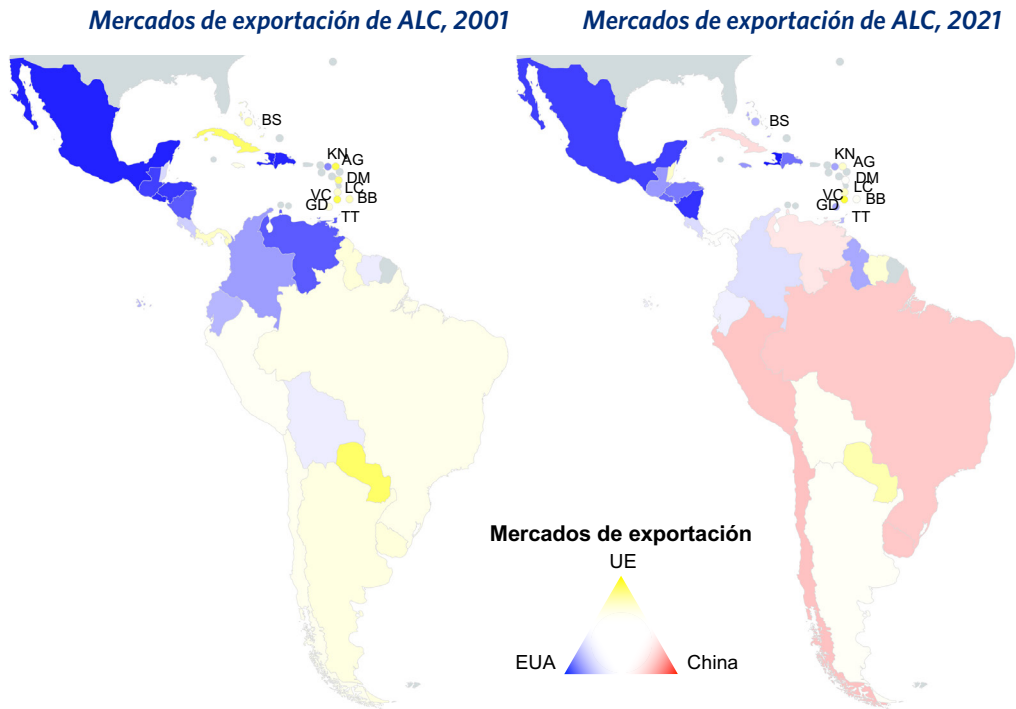 Mercados de exportación de ALC, 2001
Mercados de exportación de ALC, 2021
BS
KN
AG
DM
LC
VC
BB
GD
TT
BS
KN
AG
DM
LC
VC
BB
GD
TT
Mercados de exportación
UE
EUA
China